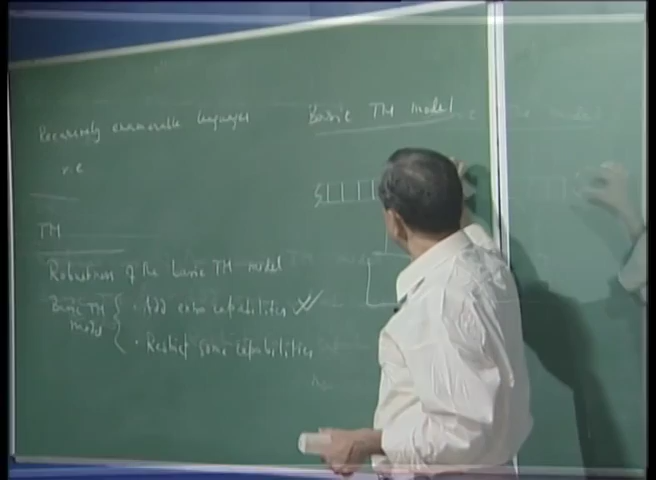 Recursively enumerable languages
r.e
TM
Robustness of the basic TM model
Basic TM model { · Add extra capabilities
· Restrict some capabilities
Basic TM model